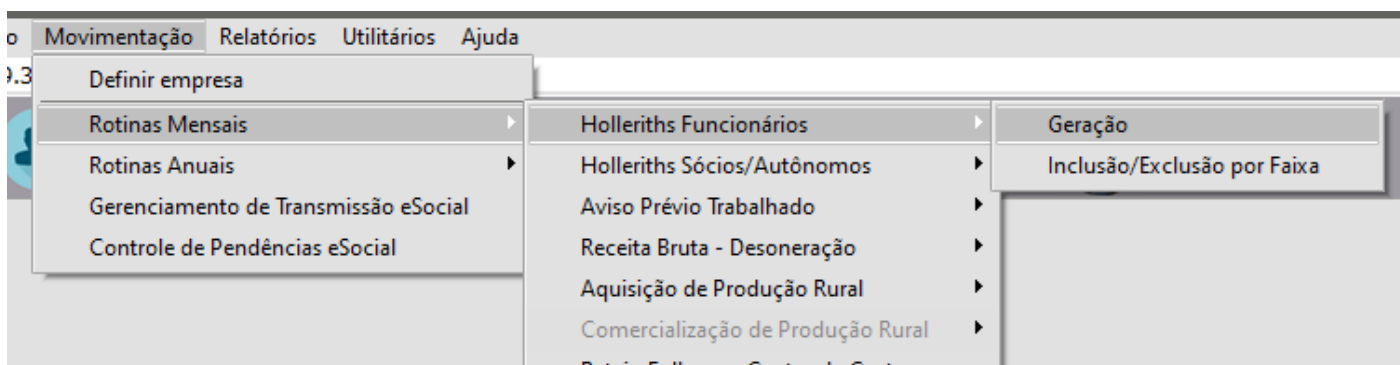 o Movimentação Relatórios Utilitários Ajuda
9.3
Definir empresa
Rotinas Mensais
Rotinas Anuais
Gerenciamento de Transmissão eSocial
Controle de Pendências eSocial
Holleriths Funcionários
Holleriths Sócios/Autônomos
Aviso Prévio Trabalhado
Receita Bruta - Desoneração
Aquisição de Produção Rural
Comercialização de Produção Rural
Geração
Inclusão/Exclusão por Faixa